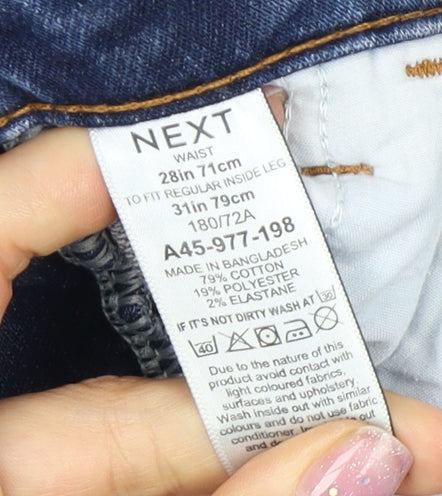 NEXT
WAIST
28in 71cm
TO FIT REGULAR INSIDE LEG
31in 79cm
180/72A
A45-977-198
MADE IN BANGLADESH
79% COTTON
19% POLYESTER
2% ELASTANE
IF IT'S NOT DIRTY WASH AT 30
40
Due to the nature of this
product avoid contact with
light coloured fabrics,
surfaces and upholstery.
Wash inside out with similar
colours and do not use fabric
conditioner. out
and